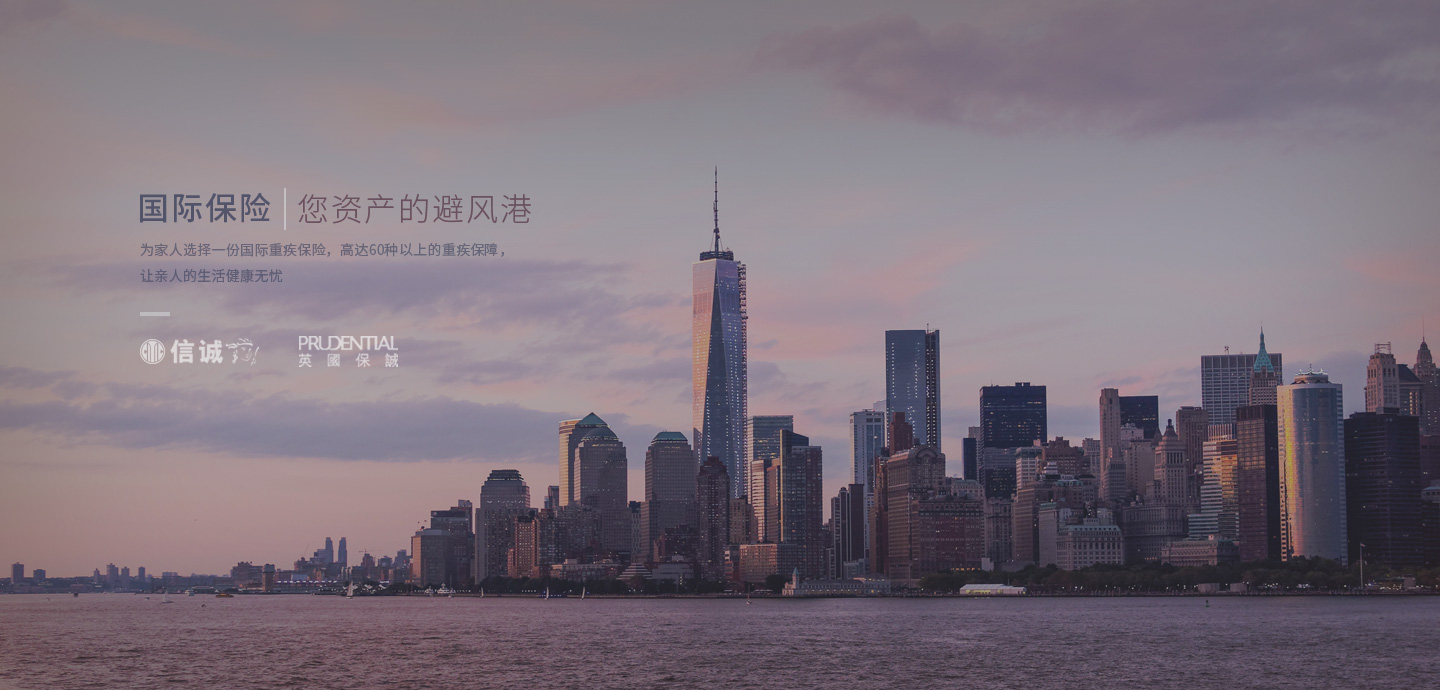 国际保险 | 您资产的避风港
为家人选择一份国际重疾保险，高达60种以上的重疾保障，
让亲人的生活健康无忧
信诚 PRUDENTIAL
英國保誠